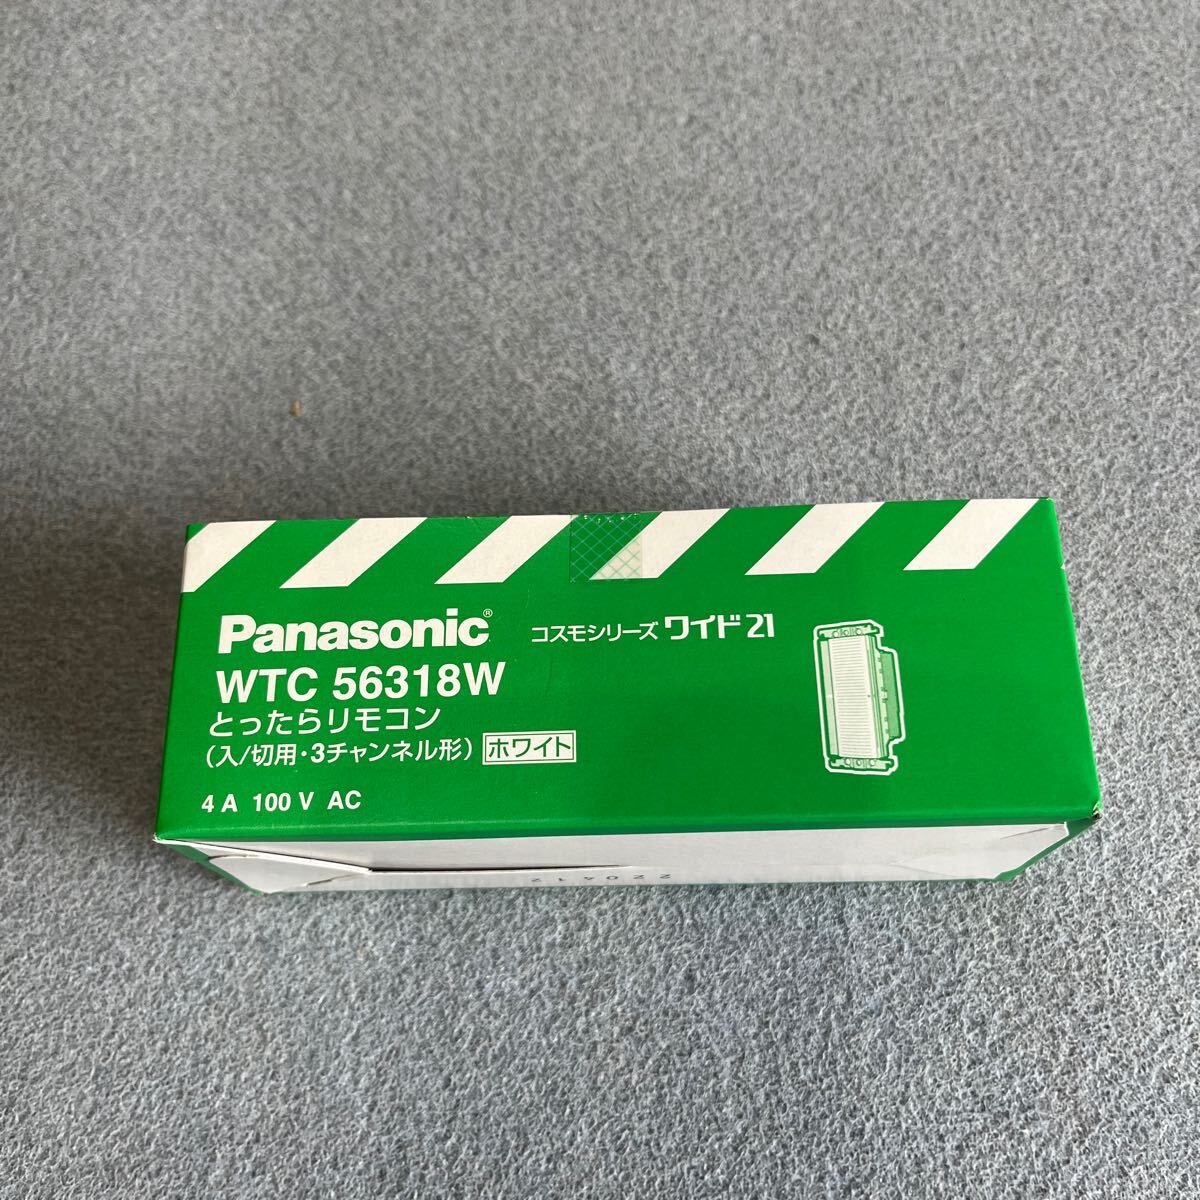 Panasonic®
コスモシリーズ ワイド21
WTC 56318W
とったらリモコン
(入/切用・3チャンネル形) ホワイト
4 A 100 V AC
220412